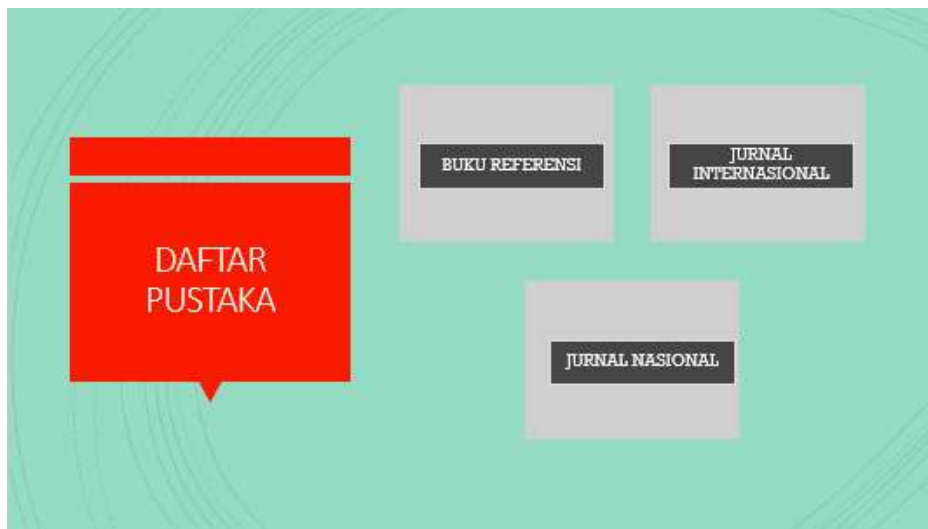 DAFTAR
PUSTAKA
BUKU REFERENSI
JURNAL
INTERNASIONAL
JURNAL NASIONAL